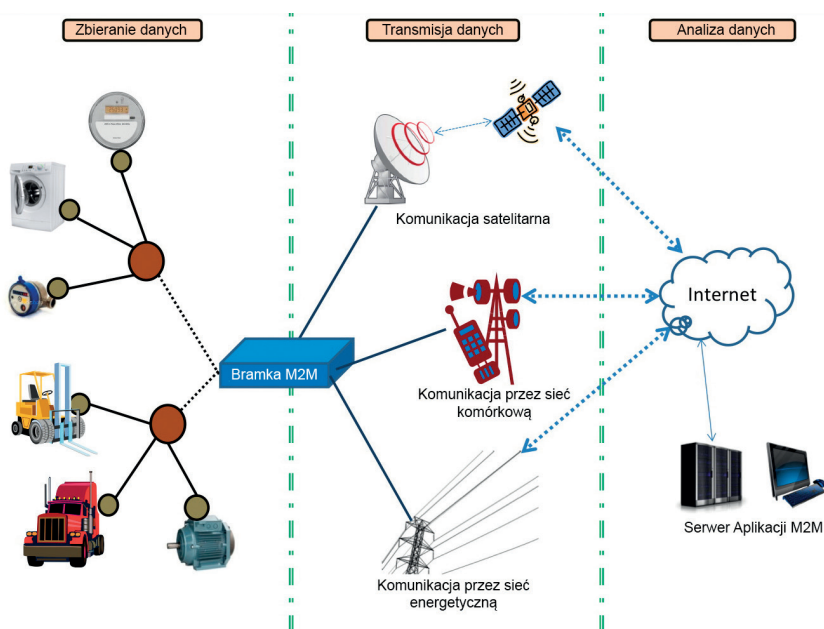 Zbieranie danych
Transmisja danych
Analiza danych
Komunikacja satelitarna
Internet
Bramka M2M
Komunikacja przez sieć
komórkową
Serwer Aplikacji M2M
Komunikacja przez sieć
energetyczną